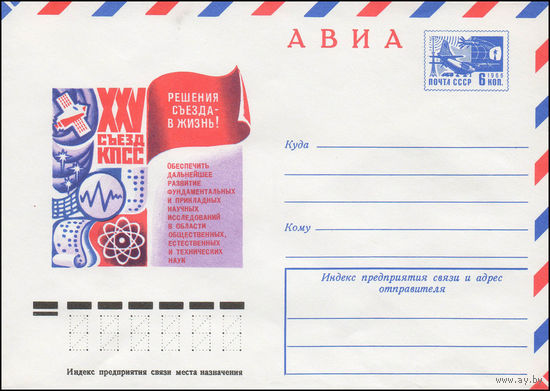 АВИА
1966
ПОЧТА СССР
6 КОП.
XXV
СЪЕЗД
КПСС
РЕШЕНИЯ
СЪЕЗДА-
В ЖИЗНЬ!
ОБЕСПЕЧИТЬ
ДАЛЬНЕЙШЕЕ
РАЗВИТИЕ
ФУНДАМЕНТАЛЬНЫХ
И ПРИКЛАДНЫХ
НАУЧНЫХ
ИССЛЕДОВАНИЙ
В ОБЛАСТИ
ОБЩЕСТВЕННЫХ,
ЕСТЕСТВЕННЫХ
И ТЕХНИЧЕСКИХ
НАУК
Куда
Кому
Индекс предприятия связи и адрес
отправителя
Индекс предприятия связи места назначения
www.ay.by